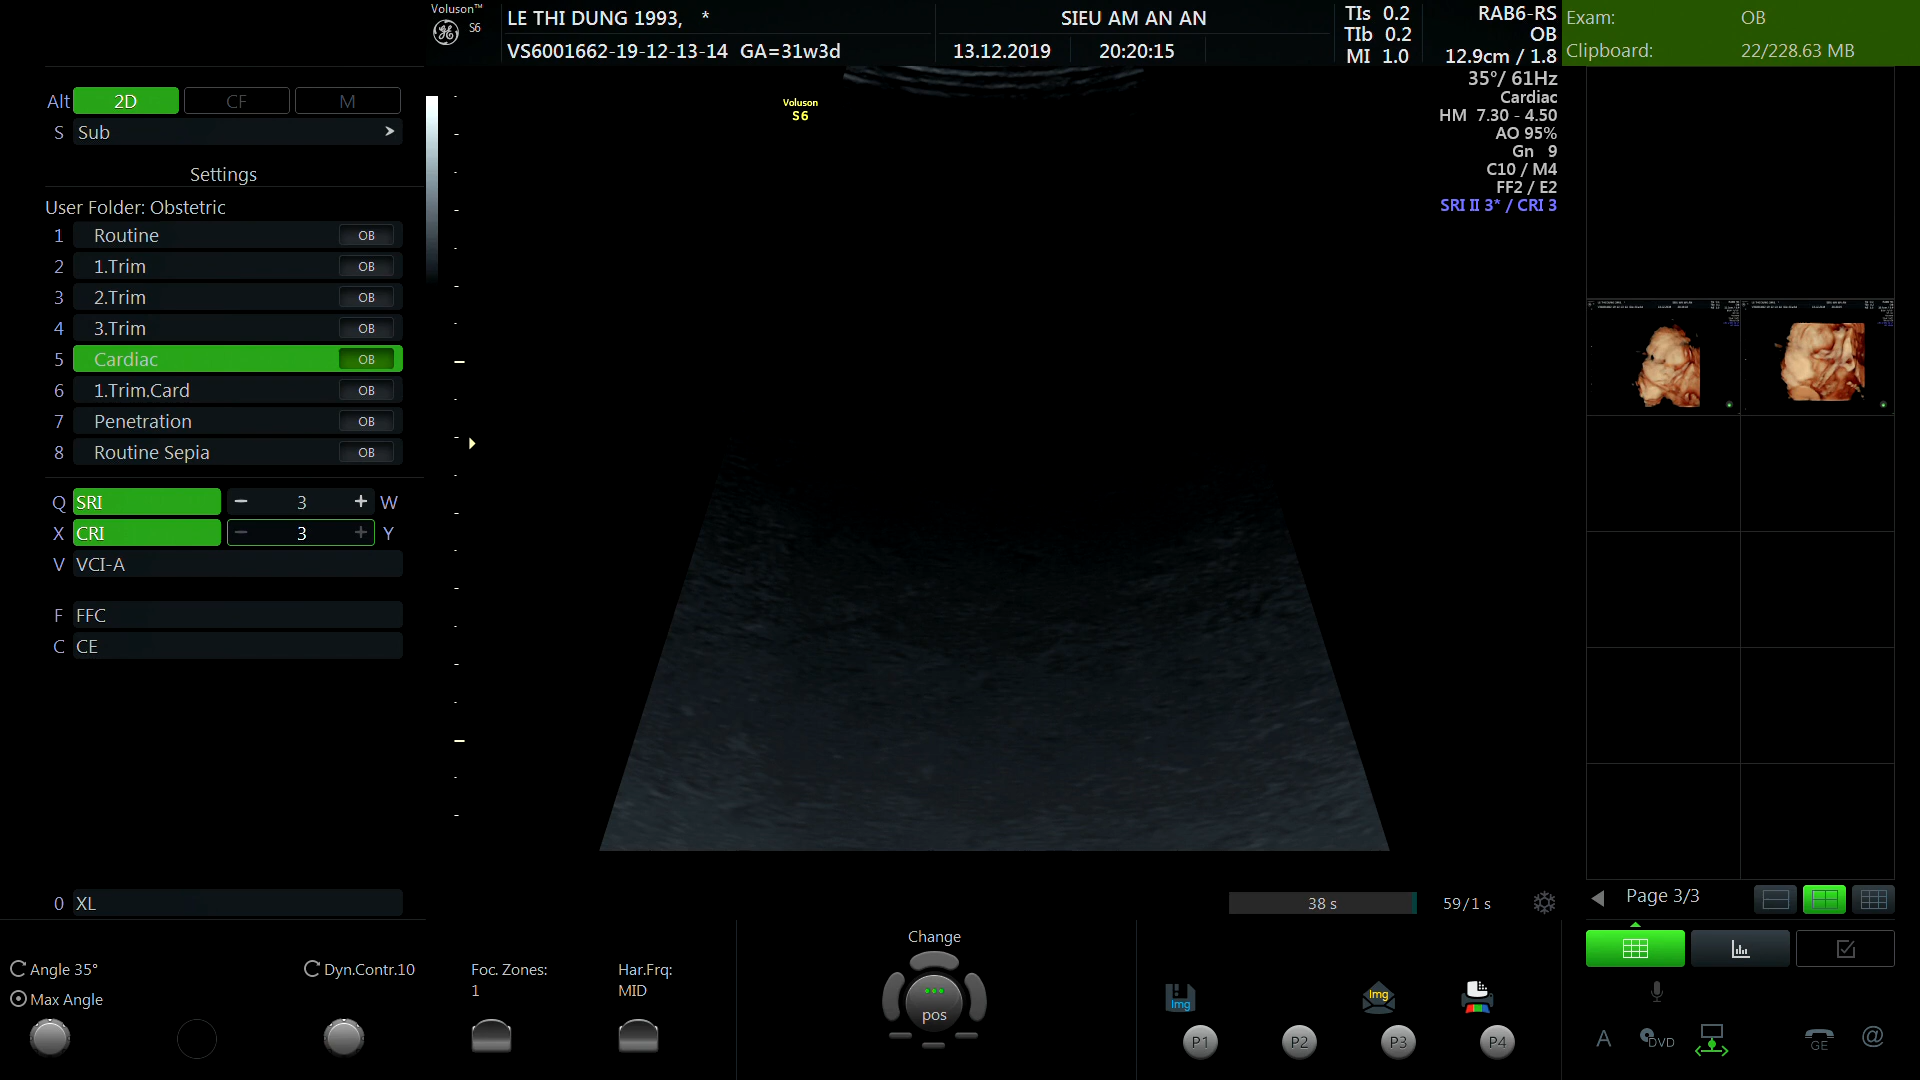 Voluson™
S6
LE THI DUNG 1993, *
SIEU AM AN AN
VS6001662-19-12-13-14 GA=31w3d
13.12.2019
20:20:15
TIs 0.2
TIb 0.2
MI 1.0
RAB6-RS
OB
12.9cm / 1.8
35°/ 61Hz
Cardiac
HM 7.30 - 4.50
AO 95%
Gn 9
C10 / M4
FF2 / E2
SRI II 3* / CRI 3
Exam: OB
Clipboard: 22/228.63 MB
Voluson
S6
Alt 2D CF M
S Sub >
Settings
User Folder: Obstetric
1 Routine OB
2 1.Trim OB
3 2.Trim OB
4 3.Trim OB
5 Cardiac OB
6 1.Trim.Card OB
7 Penetration OB
8 Routine Sepia OB
Q SRI - 3 + W
X CRI - 3 + Y
V VCI-A
F FFC
C CE
0 XL
38 s
59/1 s
Page 3/3
Angle 35°
Max Angle
Dyn.Contr.10
Foc. Zones:
1
Har.Frq:
MID
Change
pos
Img
Img
P1 P2 P3 P4
A DVD GE @